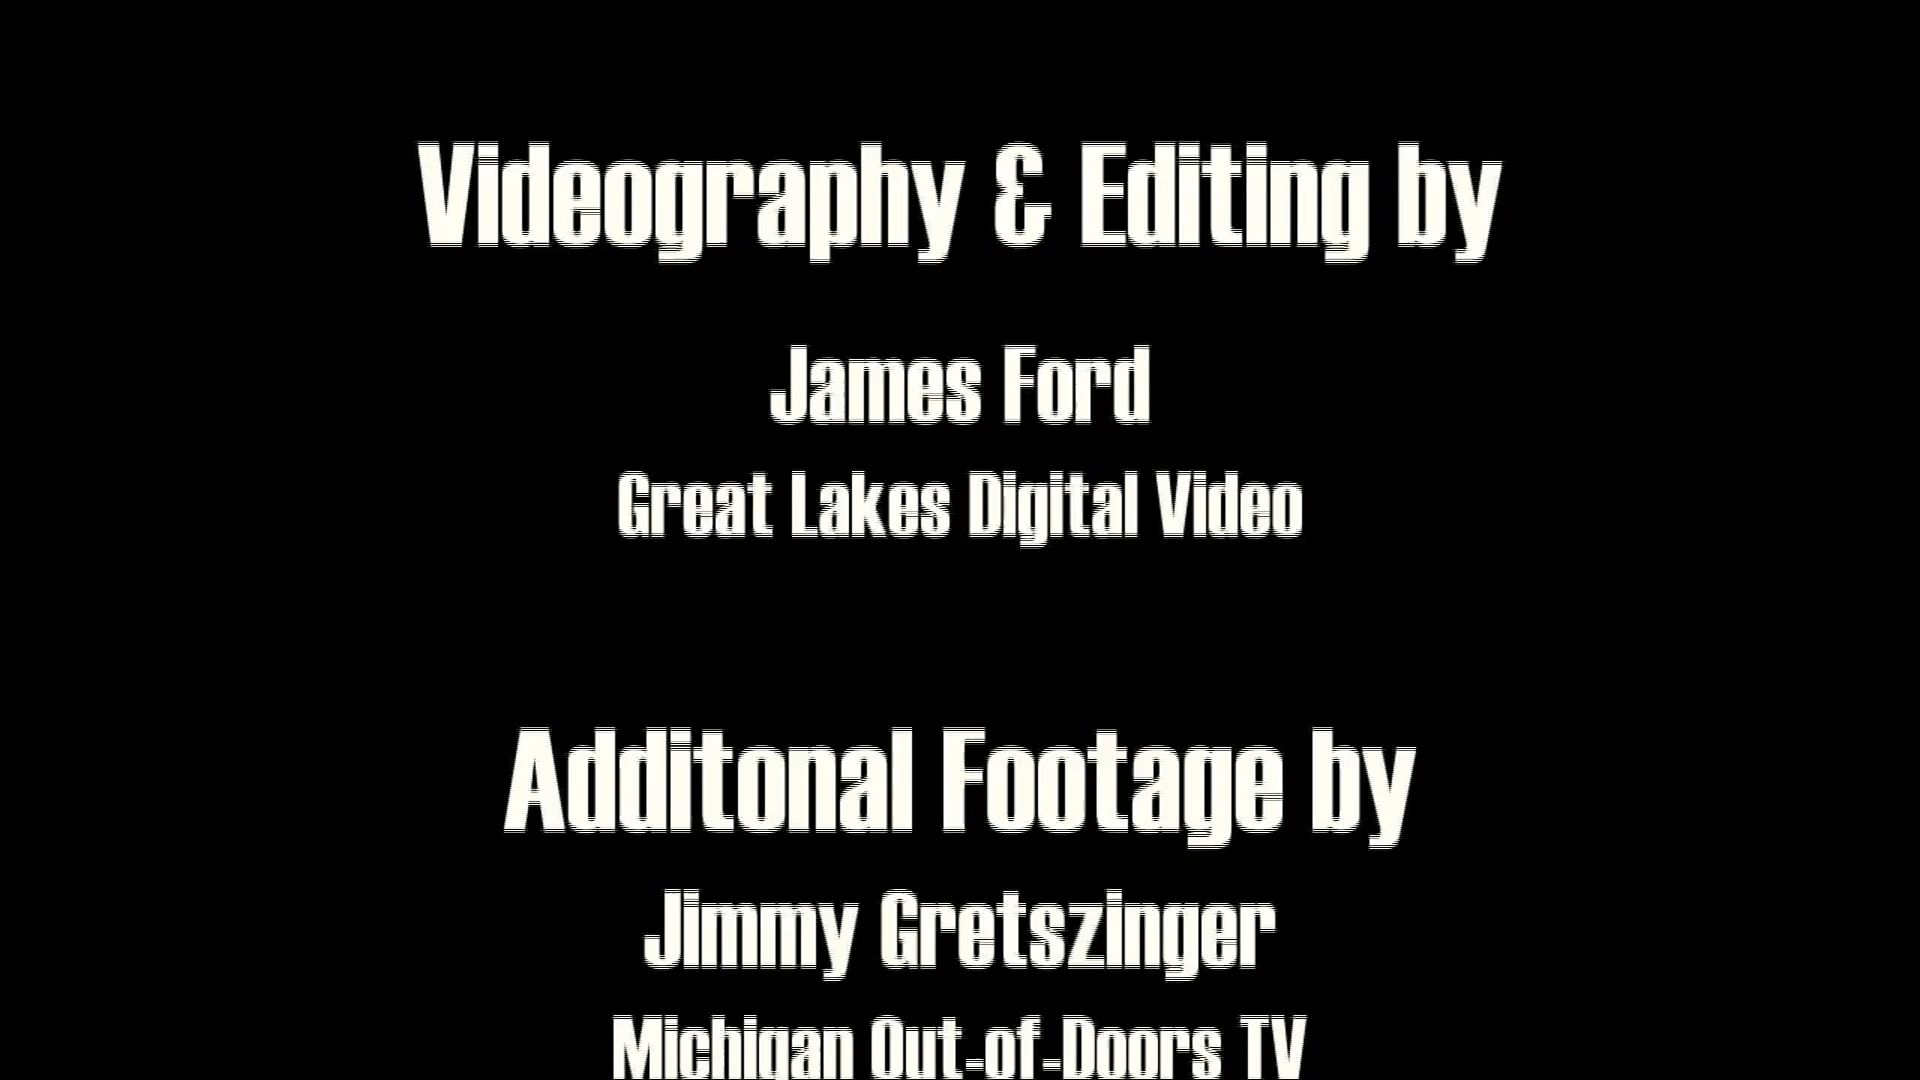 Videography & Editing by
James Ford
Great Lakes Digital Video
Additonal Footage by
Jimmy Gretszinger
Michigan Out-of-Doors TV